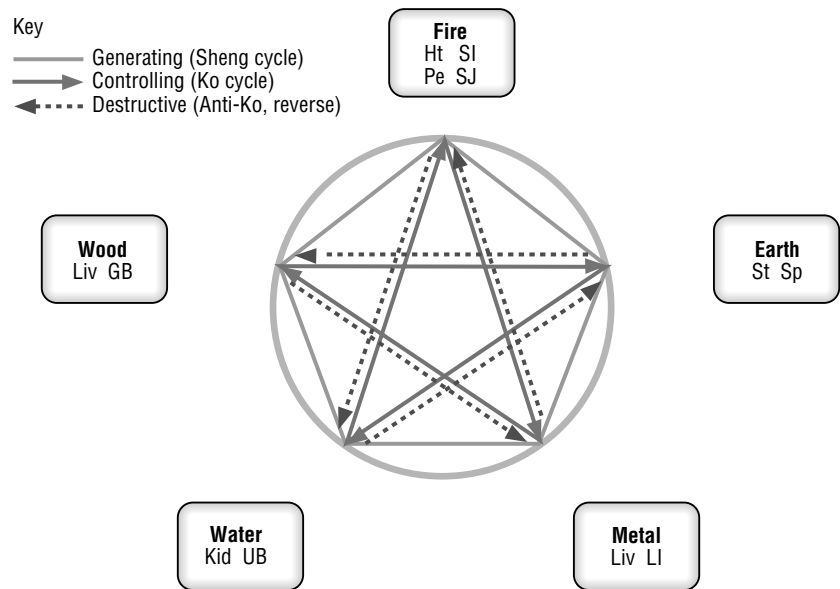 Key
Generating (Sheng cycle)
Controlling (Ko cycle)
Destructive (Anti-Ko, reverse)
Fire
Ht SI
Pe SJ
Wood
Liv GB
Earth
St Sp
Water
Kid UB
Metal
Liv LI